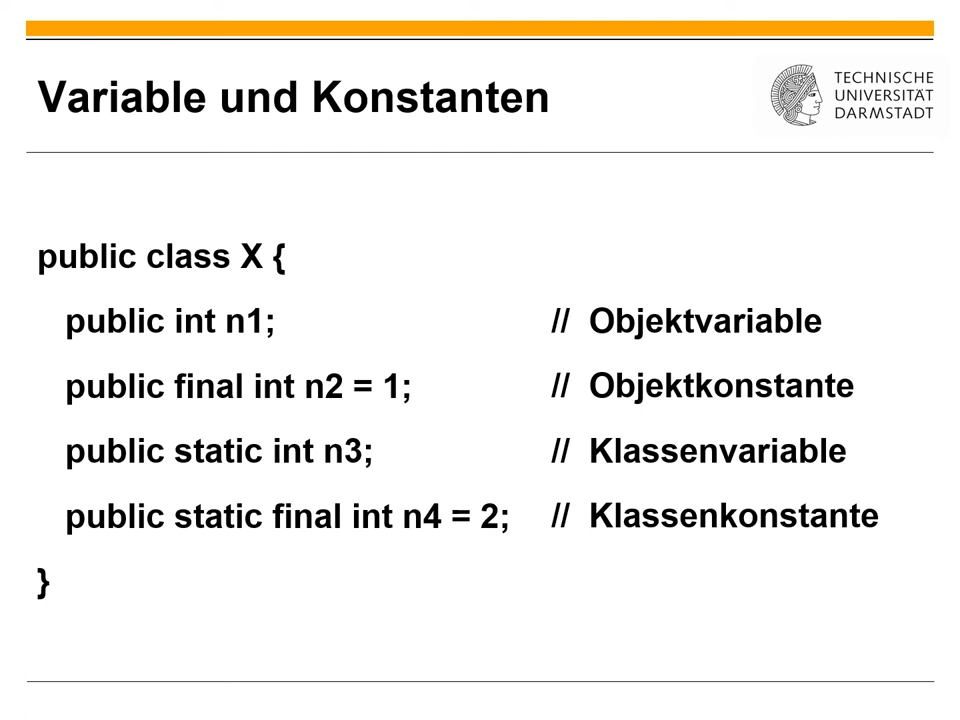 Variable und Konstanten
TECHNISCHE
UNIVERSITÄT
DARMSTADT
public class X {
public int n1; // Objektvariable
public final int n2 = 1; // Objektkonstante
public static int n3; // Klassenvariable
public static final int n4 = 2; // Klassenkonstante
}